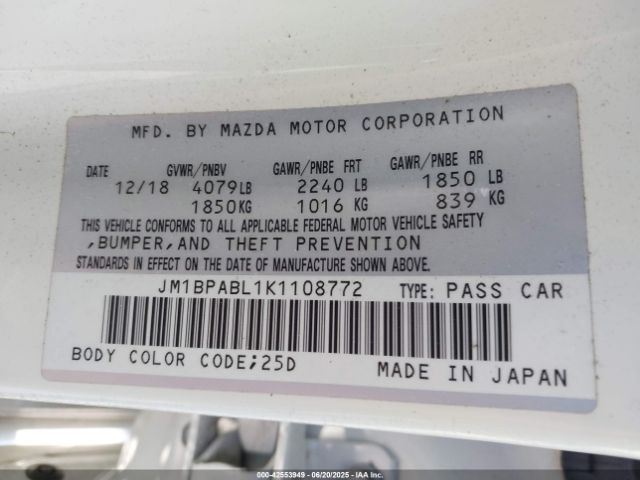 MFD. BY MAZDA MOTOR CORPORATION
DATE GVWR/PNBV GAWR/PNBE FRT GAWR/PNBE RR
12/18 4079LB 2240 LB 1850 LB
1850KG 1016 KG 839 KG
THIS VEHICLE CONFORMS TO ALL APPLICABLE FEDERAL MOTOR VEHICLE SAFETY
,BUMPER,AND THEFT PREVENTION
STANDARDS IN EFFECT ON THE DATE OF MANUFACTURE SHOWN ABOVE.
JM1BPABL1K1108772 TYPE: PASS CAR
BODY COLOR CODE;25D MADE IN JAPAN
000-42553949 - 06/20/2025 - IAAI.COM